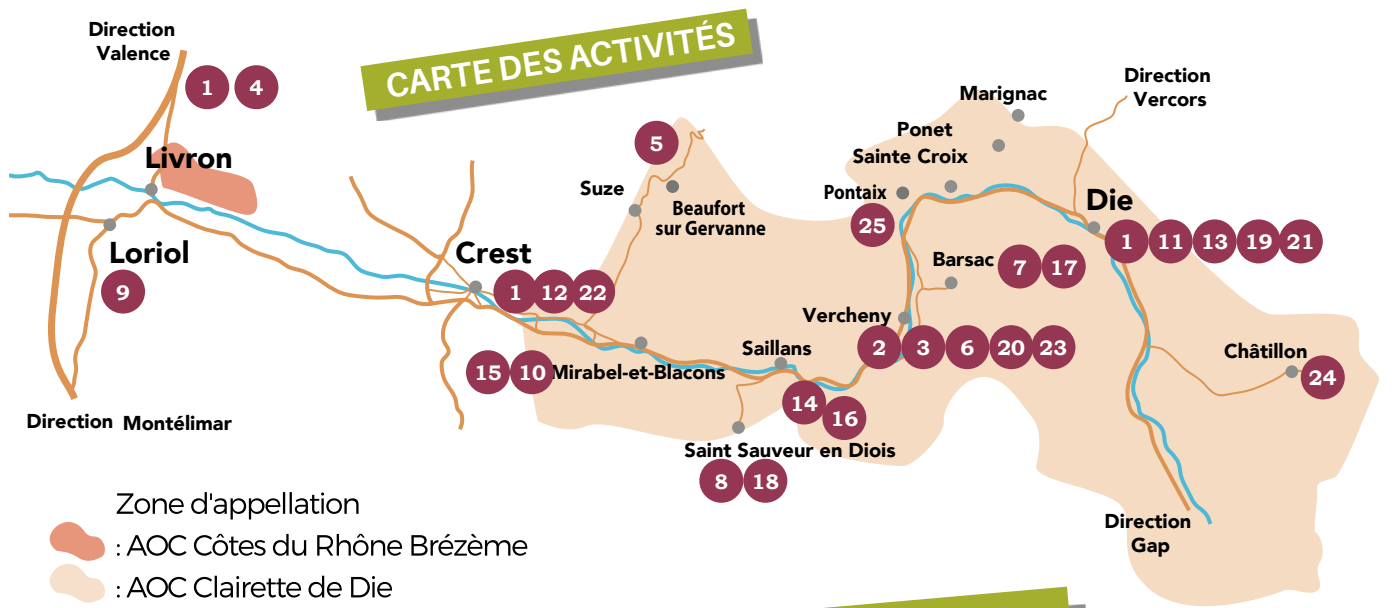 CARTE DES ACTIVITÉS
Direction
Valence
1 4
Livron
Loriol
9
Direction Montélimar
Crest
1 12 22
15 10
Mirabel-et-Blacons
5
Suze
Beaufort
sur Gervanne
Saillans
14 16
Saint Sauveur en Diois
8 18
Vercheny
2 3 6 20 23
Barsac
7 17
Pontaix
25
Ponet
Sainte Croix
Marignac
Direction
Vercors
Die
1 11 13 19 21
Châtillon
24
Direction
Gap
Zone d'appellation
: AOC Côtes du Rhône Brézème
: AOC Clairette de Die